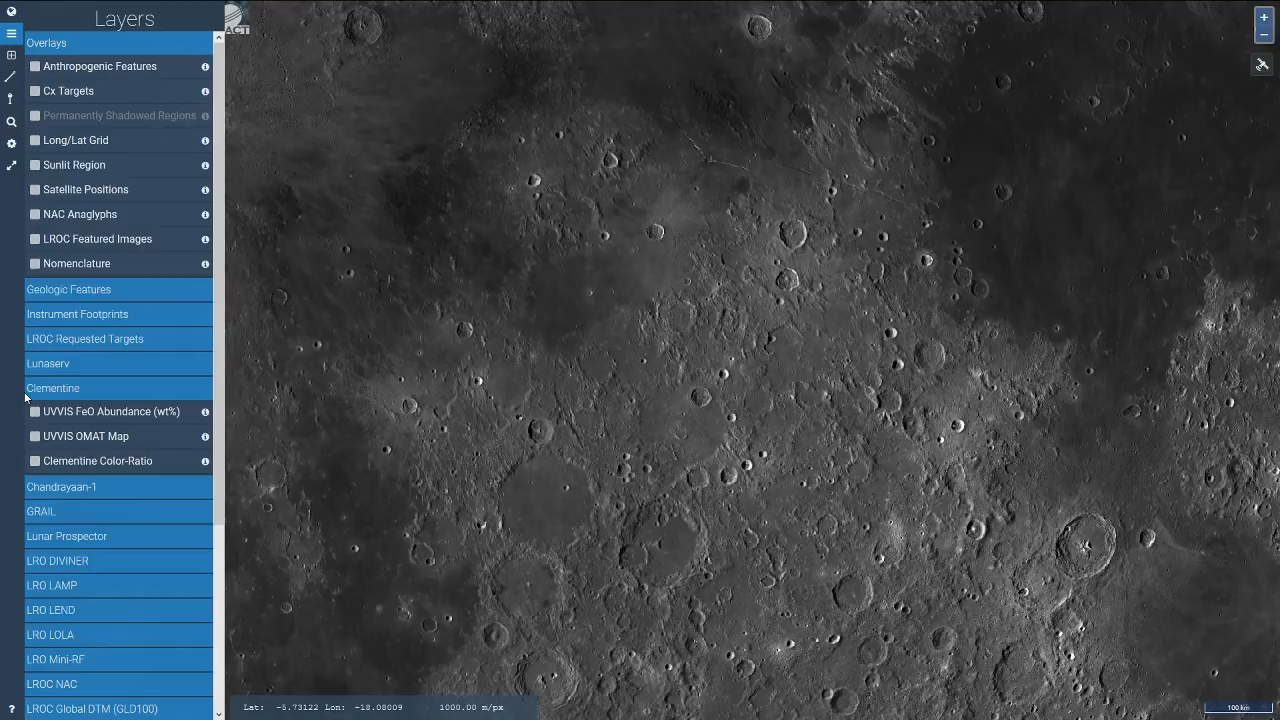 Layers
ACT
Overlays
Anthropogenic Features
Cx Targets
Permanently Shadowed Regions
Long/Lat Grid
Sunlit Region
Satellite Positions
NAC Anaglyphs
LROC Featured Images
Nomenclature
Geologic Features
Instrument Footprints
LROC Requested Targets
Lunaserv
Clementine
UVVIS FeO Abundance (wt%)
UVVIS OMAT Map
Clementine Color-Ratio
Chandrayaan-1
GRAIL
Lunar Prospector
LRO DIVINER
LRO LAMP
LRO LEND
LRO LOLA
LRO Mini-RF
LROC NAC
LROC Global DTM (GLD100)
Lat: -5.73122 Lon: -18.08009 1000.00 m/px
100 km